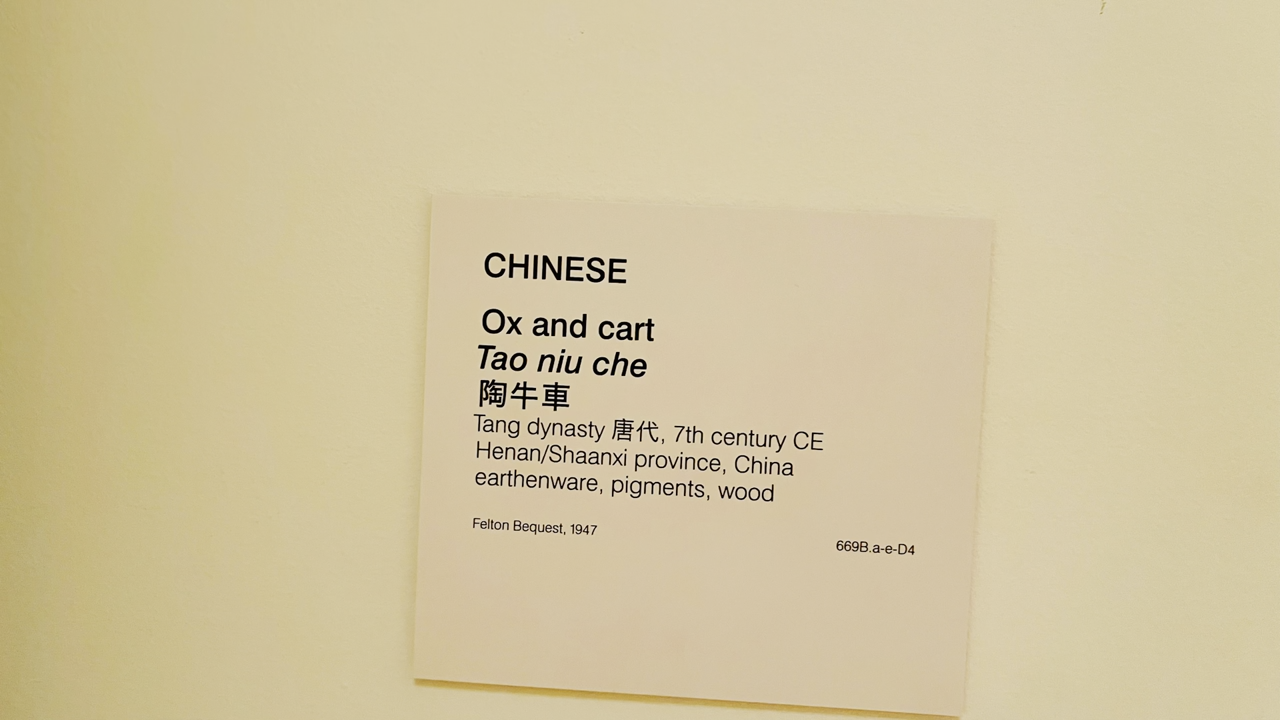 CHINESE
Ox and cart
Tao niu che
陶牛車
Tang dynasty 唐代, 7th century CE
Henan/Shaanxi province, China
earthenware, pigments, wood
Felton Bequest, 1947
669B.a-e-D4